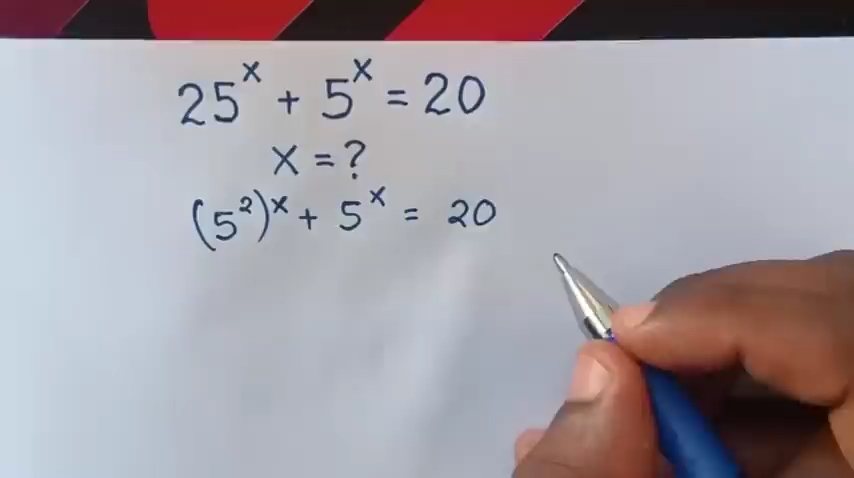 25^x + 5^x = 20
x = ?
(5^2)^x + 5^x = 20